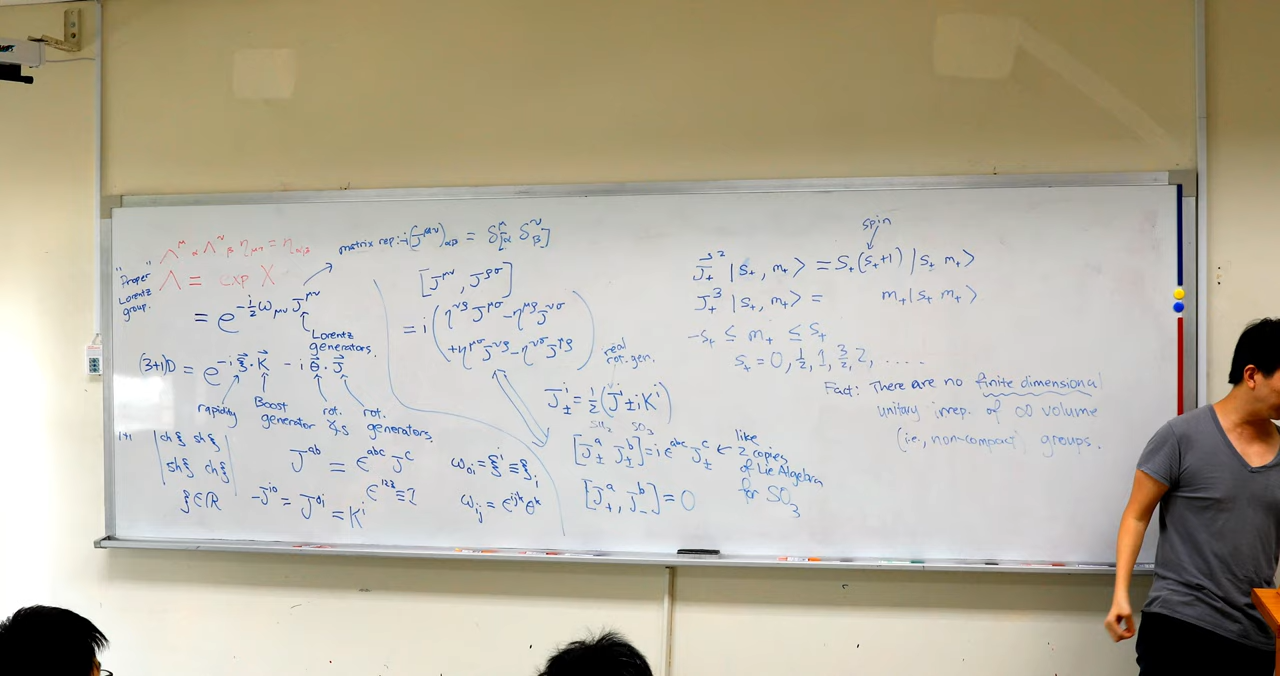 Λ^μ_α Λ^ν_β η_μν = η_αβ
"Proper" Lorentz group.
Λ = exp X
= e^{-i/2 ω_μν J^μν}
Lorentz generators.
(3+1)D = e^{-i ξ⃗·K⃗ - i θ⃗·J⃗}
rapidity
Boost generator
rot. ∡s
rot. generators.
1+1
|ch ξ sh ξ|
|sh ξ ch ξ|
ξ ∈ ℝ
J^{ab} = ε^{abc} J^c
ε^{123} ≡ 1
-J^{i0} = J^{0i} = K^i
ω_{0i} = ξ^i ≡ ξ_i
ω_{ij} = ε^{ijk} θ^k
matrix rep: -i(J^{μν})_{αβ} = δ^μ_{[α} δ^ν_{β]}
[J^{μν}, J^{ρσ}]
= i(η^{νρ} J^{μσ} - η^{μρ} J^{νσ}
+η^{μσ} J^{νρ} - η^{νσ} J^{μρ})
real rot. gen.
J^i_± = ½(J^i ± iK^i)
SU_2 SO_3
[J^a_± J^b_±] = i ε^{abc} J^c_± ← like 2 copies of Lie Algebra for SO_3
[J^a_+, J^b_-] = 0
spin
J⃗²_+ |s_+, m_+> = s_+(s_++1) |s_+ m_+>
J^3_+ |s_+, m_+> = m_+ |s_+ m_+>
-s_+ ≤ m_+ ≤ s_+
s_+ = 0, ½, 1, 3/2, 2, .....
Fact: There are no finite dimensional
unitary irrep. of ∞ volume
(i.e., non-compact) groups.